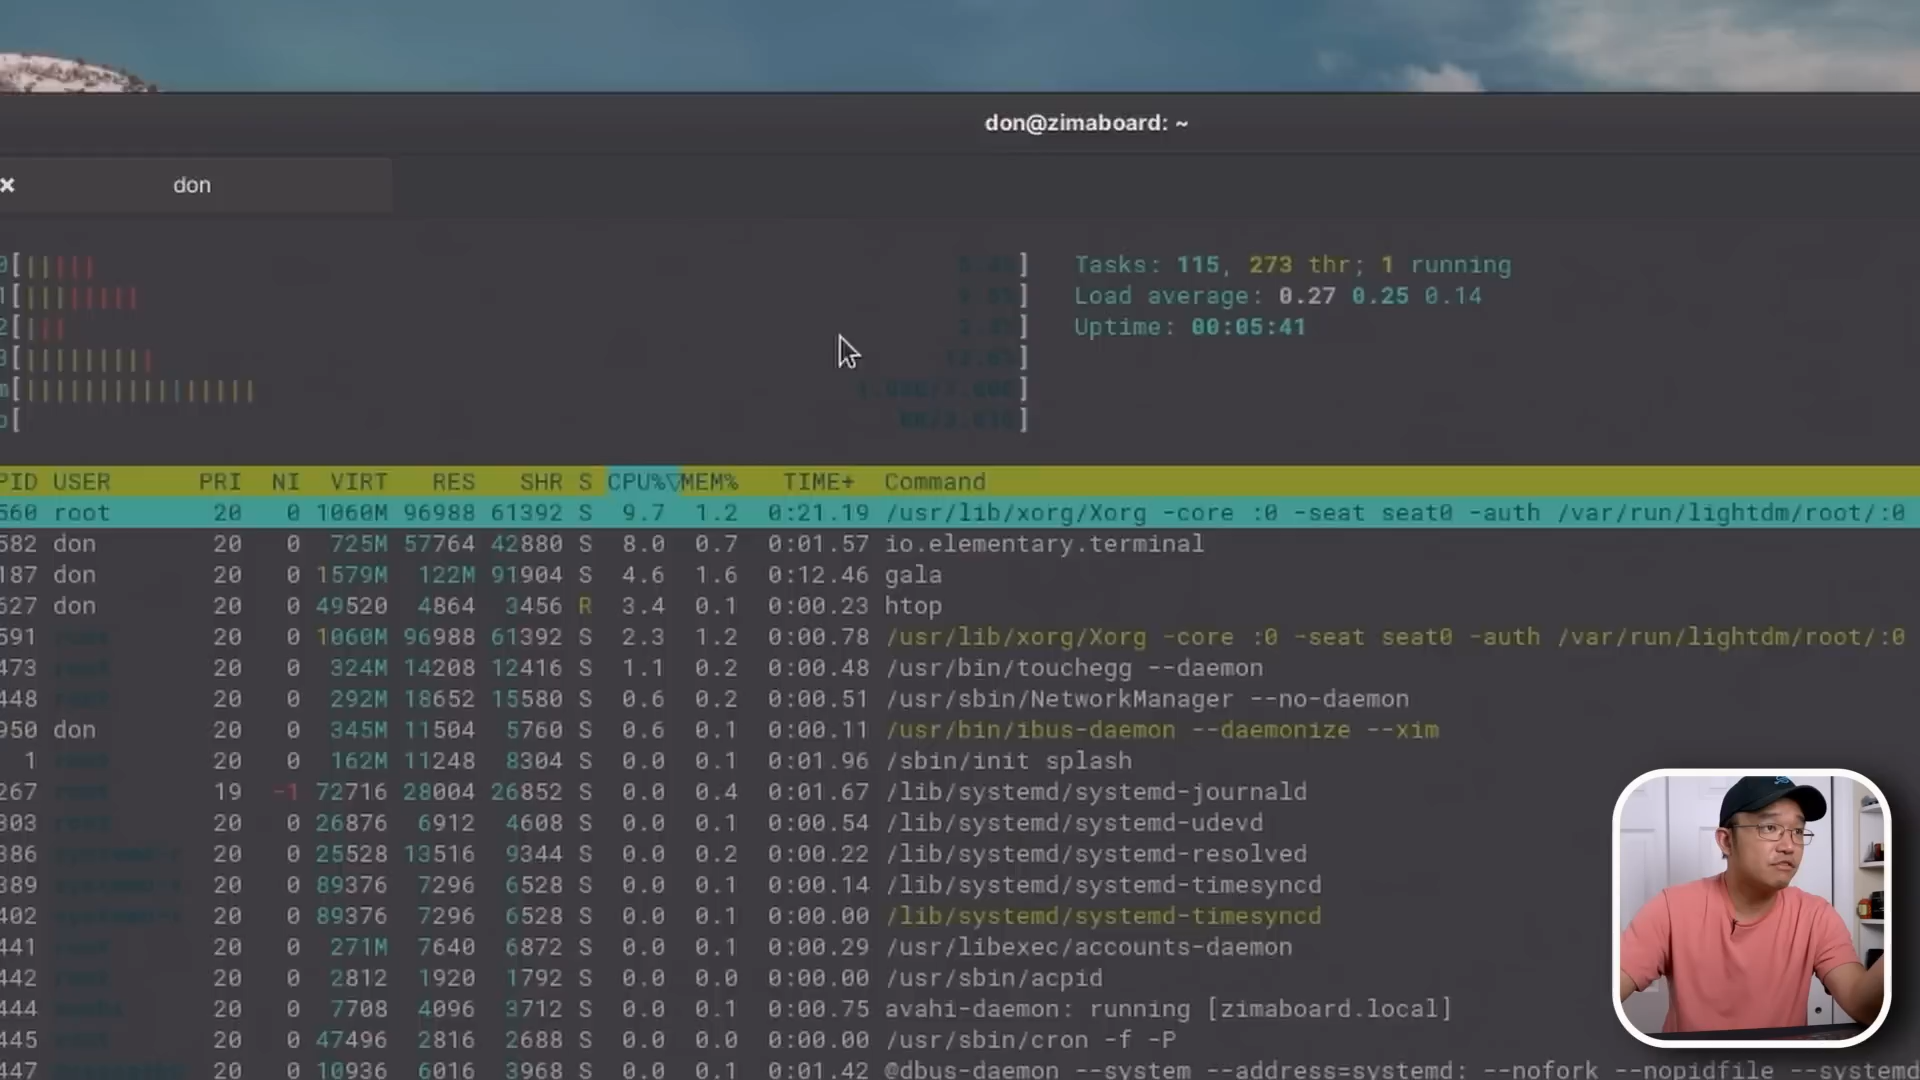 don@zimaboard: ~
don
0[|||||] Tasks: 115, 273 thr; 1 running
1[||||||||] Load average: 0.27 0.25 0.14
2[|||] Uptime: 00:05:41
3[|||||||||]
m[||||||||||||||||]
p[ ]
PID USER PRI NI VIRT RES SHR S CPU%▽MEM% TIME+ Command
560 root 20 0 1060M 96988 61392 S 9.7 1.2 0:21.19 /usr/lib/xorg/Xorg -core :0 -seat seat0 -auth /var/run/lightdm/root/:0
582 don 20 0 725M 57764 42880 S 8.0 0.7 0:01.57 io.elementary.terminal
187 don 20 0 1579M 122M 91904 S 4.6 1.6 0:12.46 gala
627 don 20 0 49520 4864 3456 R 3.4 0.1 0:00.23 htop
591 root 20 0 1060M 96988 61392 S 2.3 1.2 0:00.78 /usr/lib/xorg/Xorg -core :0 -seat seat0 -auth /var/run/lightdm/root/:0
473 root 20 0 324M 14208 12416 S 1.1 0.2 0:00.48 /usr/bin/touchegg --daemon
448 root 20 0 292M 18652 15580 S 0.6 0.2 0:00.51 /usr/sbin/NetworkManager --no-daemon
950 don 20 0 345M 11504 5760 S 0.6 0.1 0:00.11 /usr/bin/ibus-daemon --daemonize --xim
1 root 20 0 162M 11248 8304 S 0.0 0.1 0:01.96 /sbin/init splash
267 root 19 -1 72716 28004 26852 S 0.0 0.4 0:01.67 /lib/systemd/systemd-journald
303 root 20 0 26876 6912 4608 S 0.0 0.1 0:00.54 /lib/systemd/systemd-udevd
386 20 0 25528 13516 9344 S 0.0 0.2 0:00.22 /lib/systemd/systemd-resolved
389 20 0 89376 7296 6528 S 0.0 0.1 0:00.14 /lib/systemd/systemd-timesyncd
402 20 0 89376 7296 6528 S 0.0 0.1 0:00.00 /lib/systemd/systemd-timesyncd
441 root 20 0 271M 7640 6872 S 0.0 0.1 0:00.29 /usr/libexec/accounts-daemon
442 root 20 0 2812 1920 1792 S 0.0 0.0 0:00.00 /usr/sbin/acpid
444 20 0 7708 4096 3712 S 0.0 0.1 0:00.75 avahi-daemon: running [zimaboard.local]
445 root 20 0 47496 2816 2688 S 0.0 0.0 0:00.00 /usr/sbin/cron -f -P
447 20 0 10936 6016 3968 S 0.0 0.1 0:01.42 @dbus-daemon --system --address=systemd: --nofork --nopidfile --systemd